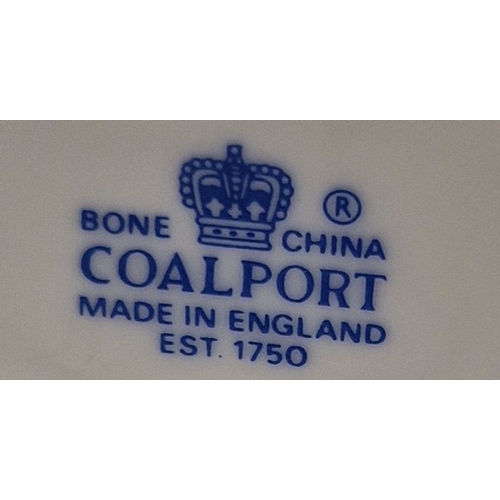 ®
BONE CHINA
COALPORT
MADE IN ENGLAND
EST. 1750